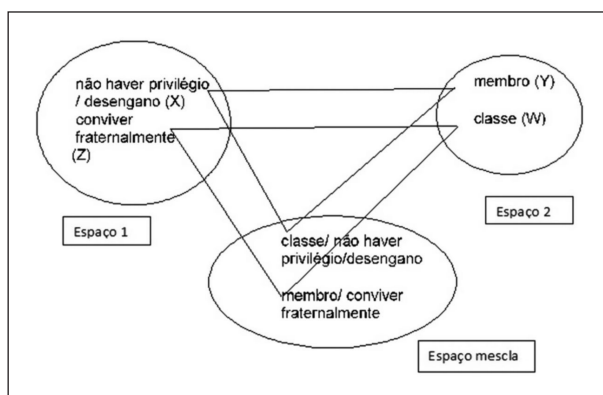 não haver privilégio
/ desengano (X)
conviver
fraternalmente
(Z)
membro (Y)
classe (W)
Espaço 1
Espaço 2
classe/ não haver
privilégio/desengano
membro/ conviver
fraternalmente
Espaço mescla